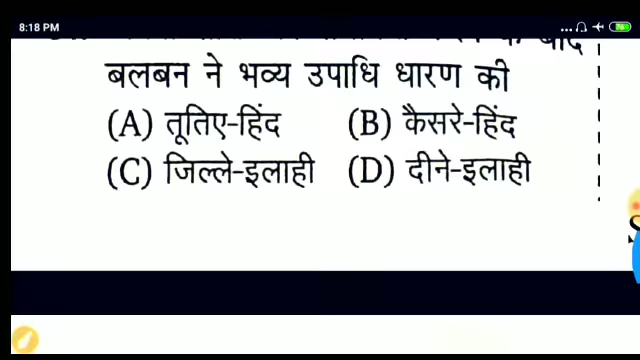 8:18 PM
के बाद
बलबन ने भव्य उपाधि धारण की
(A) तूतिए-हिंद (B) कैसरे-हिंद
(C) जिल्ले-इलाही (D) दीने-इलाही